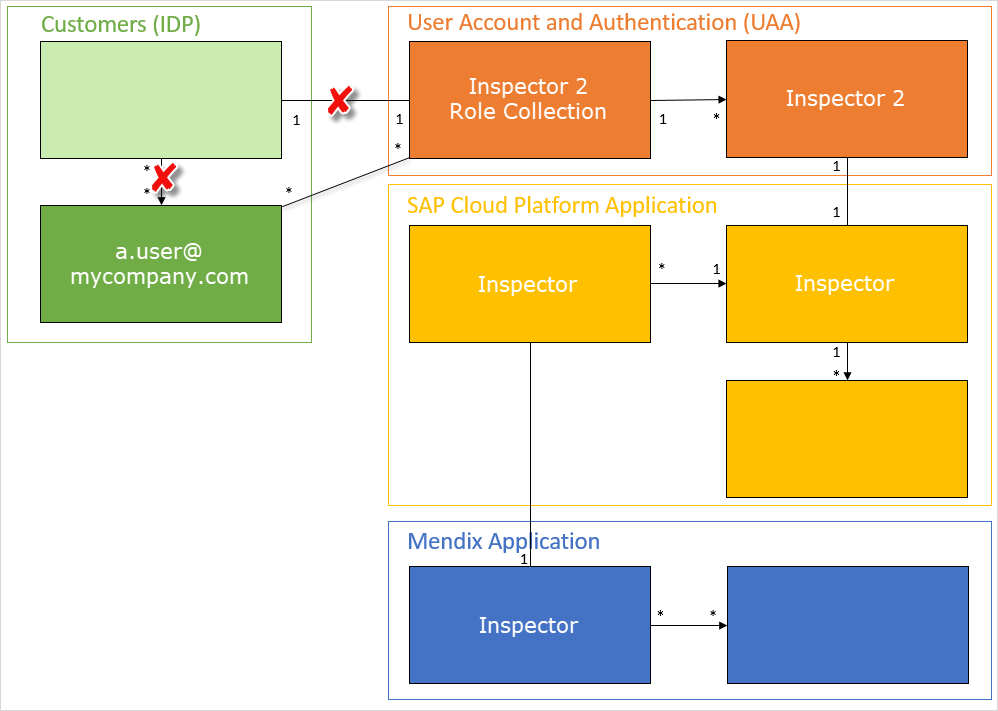 Customers (IDP)
User Account and Authentication (UAA)
Inspector 2
Role Collection
Inspector 2
1
1
1
*
*
*
*
*
1
a.user@
mycompany.com
SAP Cloud Platform Application
1
Inspector
*
1
Inspector
1
*
Mendix Application
1
Inspector
*
*